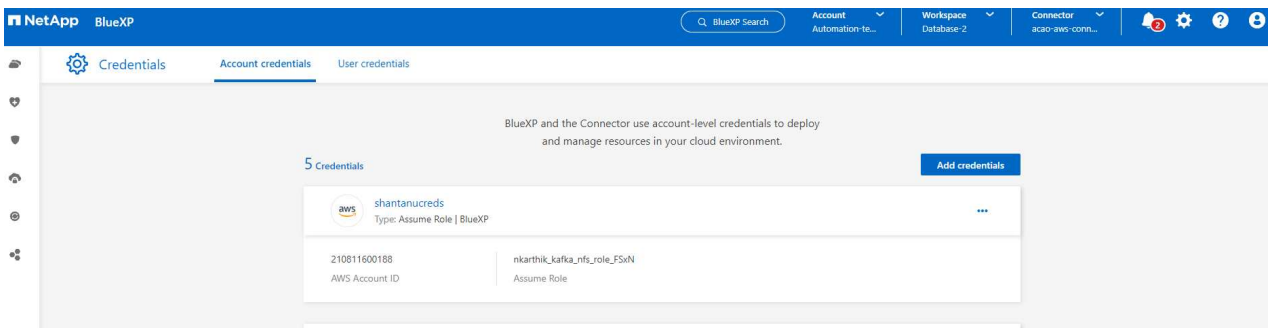 NetApp BlueXP
BlueXP Search
Account
Automation-te...
Workspace
Database-2
Connector
acao-aws-conn...
2
Credentials
Account credentials
User credentials
BlueXP and the Connector use account-level credentials to deploy
and manage resources in your cloud environment.
5 Credentials
Add credentials
aws
shantanucreds
Type: Assume Role | BlueXP
210811600188
AWS Account ID
nkarthik_kafka_nfs_role_FSxN
Assume Role